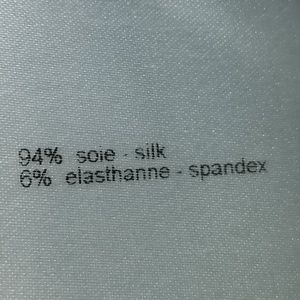 94% soie - silk
6% elasthanne - spandex